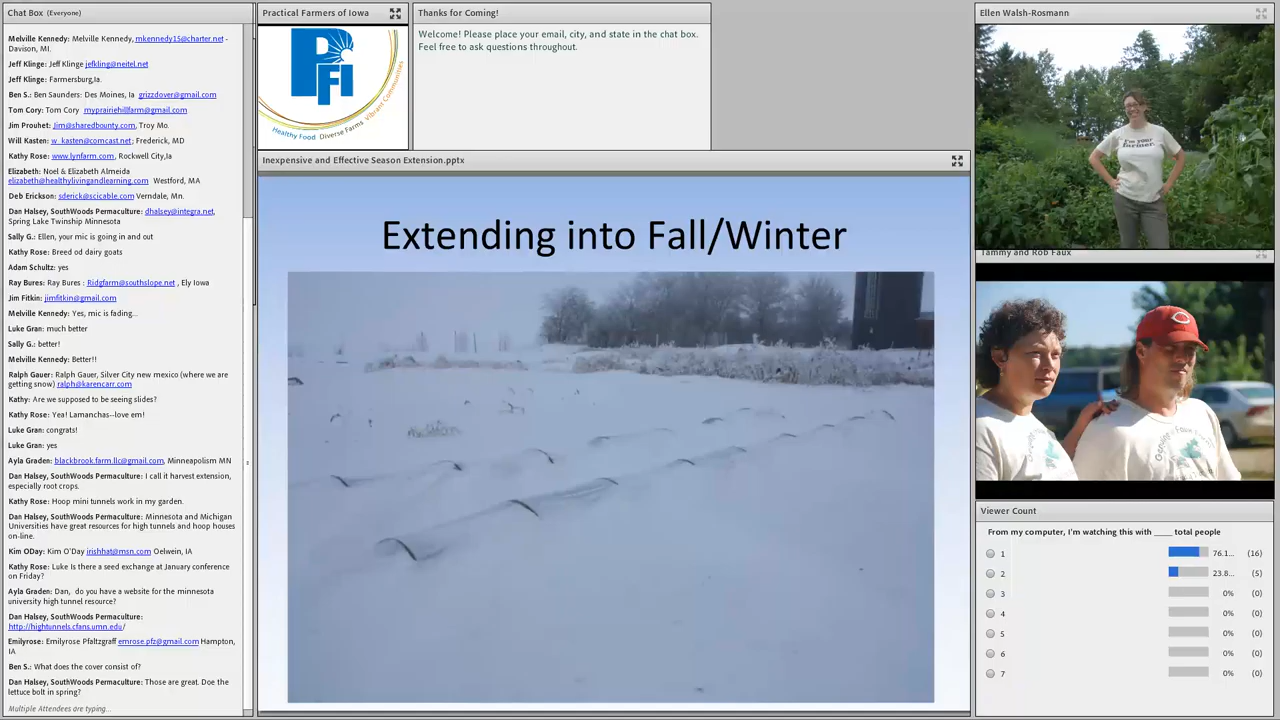 Chat Box (Everyone)
Melville Kennedy: Melville Kennedy, mkennedy15@charter.net -
Davison, MI.
Jeff Klinge: Jeff Klinge jefkling@neitel.net
Jeff Klinge: Farmersburg,Ia.
Ben S.: Ben Saunders: Des Moines, Ia grizzdover@gmail.com
Tom Cory: Tom Cory myprairiehillfarm@gmail.com
Jim Prouhet: Jim@sharedbounty.com, Troy Mo.
Will Kasten: w_kasten@comcast.net; Frederick, MD
Kathy Rose: www.lynfarm.com, Rockwell City,Ia
Elizabeth: Noel & Elizabeth Almeida
elizabeth@healthylivingandlearning.com Westford, MA
Deb Erickson: sderick@scicable.com Verndale, Mn.
Dan Halsey, SouthWoods Permaculture: dhalsey@integra.net,
Spring Lake Twinship Minnesota
Sally G.: Ellen, your mic is going in and out
Kathy Rose: Breed od dairy goats
Adam Schultz: yes
Ray Bures: Ray Bures : Ridgfarm@southslope.net , Ely Iowa
Jim Fitkin: jimfitkin@gmail.com
Melville Kennedy: Yes, mic is fading...
Luke Gran: much better
Sally G.: better!
Melville Kennedy: Better!!
Ralph Gauer: Ralph Gauer, Silver City new mexico (where we are
getting snow) ralph@karencarr.com
Kathy: Are we supposed to be seeing slides?
Kathy Rose: Yea! Lamanchas--love em!
Luke Gran: congrats!
Luke Gran: yes
Ayla Graden: blackbrook.farm.llc@gmail.com, Minneapolism MN
Dan Halsey, SouthWoods Permaculture: I call it harvest extension,
especially root crops.
Kathy Rose: Hoop mini tunnels work in my garden.
Dan Halsey, SouthWoods Permaculture: Minnesota and Michigan
Universities have great resources for high tunnels and hoop houses
on-line.
Kim ODay: Kim O'Day irishhat@msn.com Oelwein, IA
Kathy Rose: Luke Is there a seed exchange at January conference
on Friday?
Ayla Graden: Dan, do you have a website for the minnesota
university high tunnel resource?
Dan Halsey, SouthWoods Permaculture:
http://hightunnels.cfans.umn.edu/
Emilyrose: Emilyrose Pfaltzgraff emrose.pfz@gmail.com Hampton,
IA
Ben S.: What does the cover consist of?
Dan Halsey, SouthWoods Permaculture: Those are great. Doe the
lettuce bolt in spring?
Multiple Attendees are typing...
Practical Farmers of Iowa
PFI
Healthy Food Diverse Farms Vibrant Communities
Thanks for Coming!
Welcome! Please place your email, city, and state in the chat box.
Feel free to ask questions throughout.
Inexpensive and Effective Season Extension.pptx
Extending into Fall/Winter
Ellen Walsh-Rosmann
I'm your
farmer.
Tammy and Rob Faux
Viewer Count
From my computer, I'm watching this with ____ total people
1 76.1... (16)
2 23.8... (5)
3 0% (0)
4 0% (0)
5 0% (0)
6 0% (0)
7 0% (0)